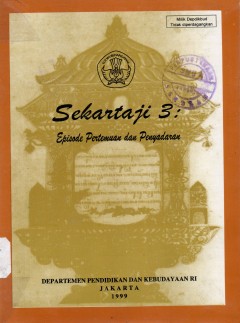 Milik Depdikbud
Tidak diperdagangkan
Sekartaji 3:
Episode Pertemuan dan Penyadaran
DEPARTEMEN PENDIDIKAN DAN KEBUDAYAAN RI
JAKARTA
1999